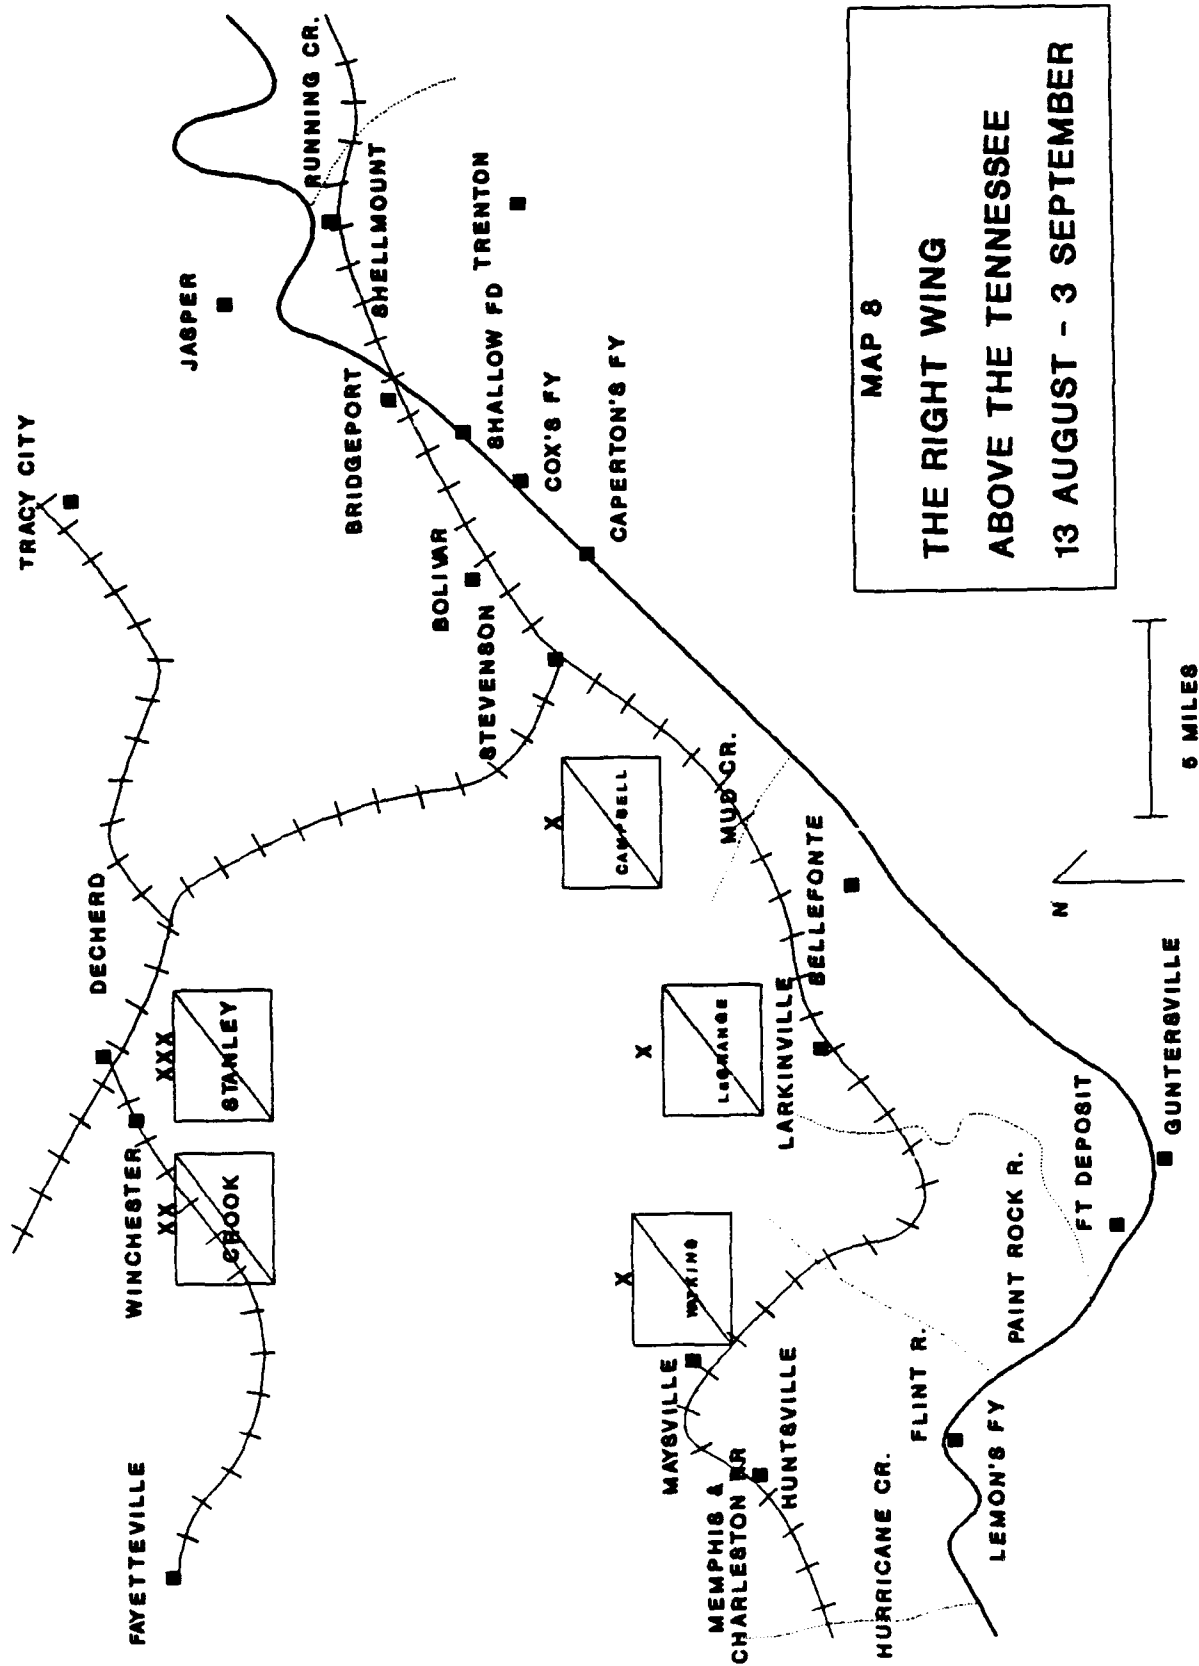 TRACY CITY
JASPER
RUNNING CR.
SHELLMOUNT
TRENTON
BRIDGEPORT
SHALLOW FD
COX'S FY
CAPERTON'S FY
BOLIVAR
STEVENSON
DECHERD
XXX
STANLEY
WINCHESTER
XX
CROOK
FAYETTEVILLE
X
CAMPBELL
MUD CR.
BELLEFONTE
X
LEGRANGE
LARKINVILLE
X
WATKINS
MAYSVILLE
MEMPHIS &
CHARLESTON RR
HUNTSVILLE
HURRICANE CR.
FLINT R.
LEMON'S FY
PAINT ROCK R.
FT DEPOSIT
GUNTERSVILLE
N
5 MILES
MAP 8
THE RIGHT WING
ABOVE THE TENNESSEE
13 AUGUST - 3 SEPTEMBER